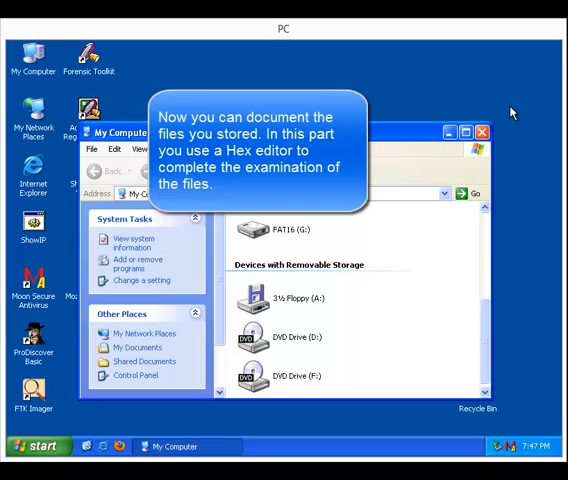 PC
My Computer
Forensic Toolkit
My Network
Places
Internet
Explorer
ShowIP
Moon Secure
Antivirus
ProDiscover
Basic
FTK Imager
Now you can document the
files you stored. In this part
you use a Hex editor to
complete the examination of
the files.
My Compute
File
Edit
View
Back
Address
My Co
Go
System Tasks
View system
information
Add or remove
programs
Change a setting
Other Places
My Network Places
My Documents
Shared Documents
Control Panel
FAT16 (G:)
Devices with Removable Storage
3½ Floppy (A:)
DVD Drive (D:)
DVD Drive (F:)
Recycle Bin
start
My Computer
7:47 PM